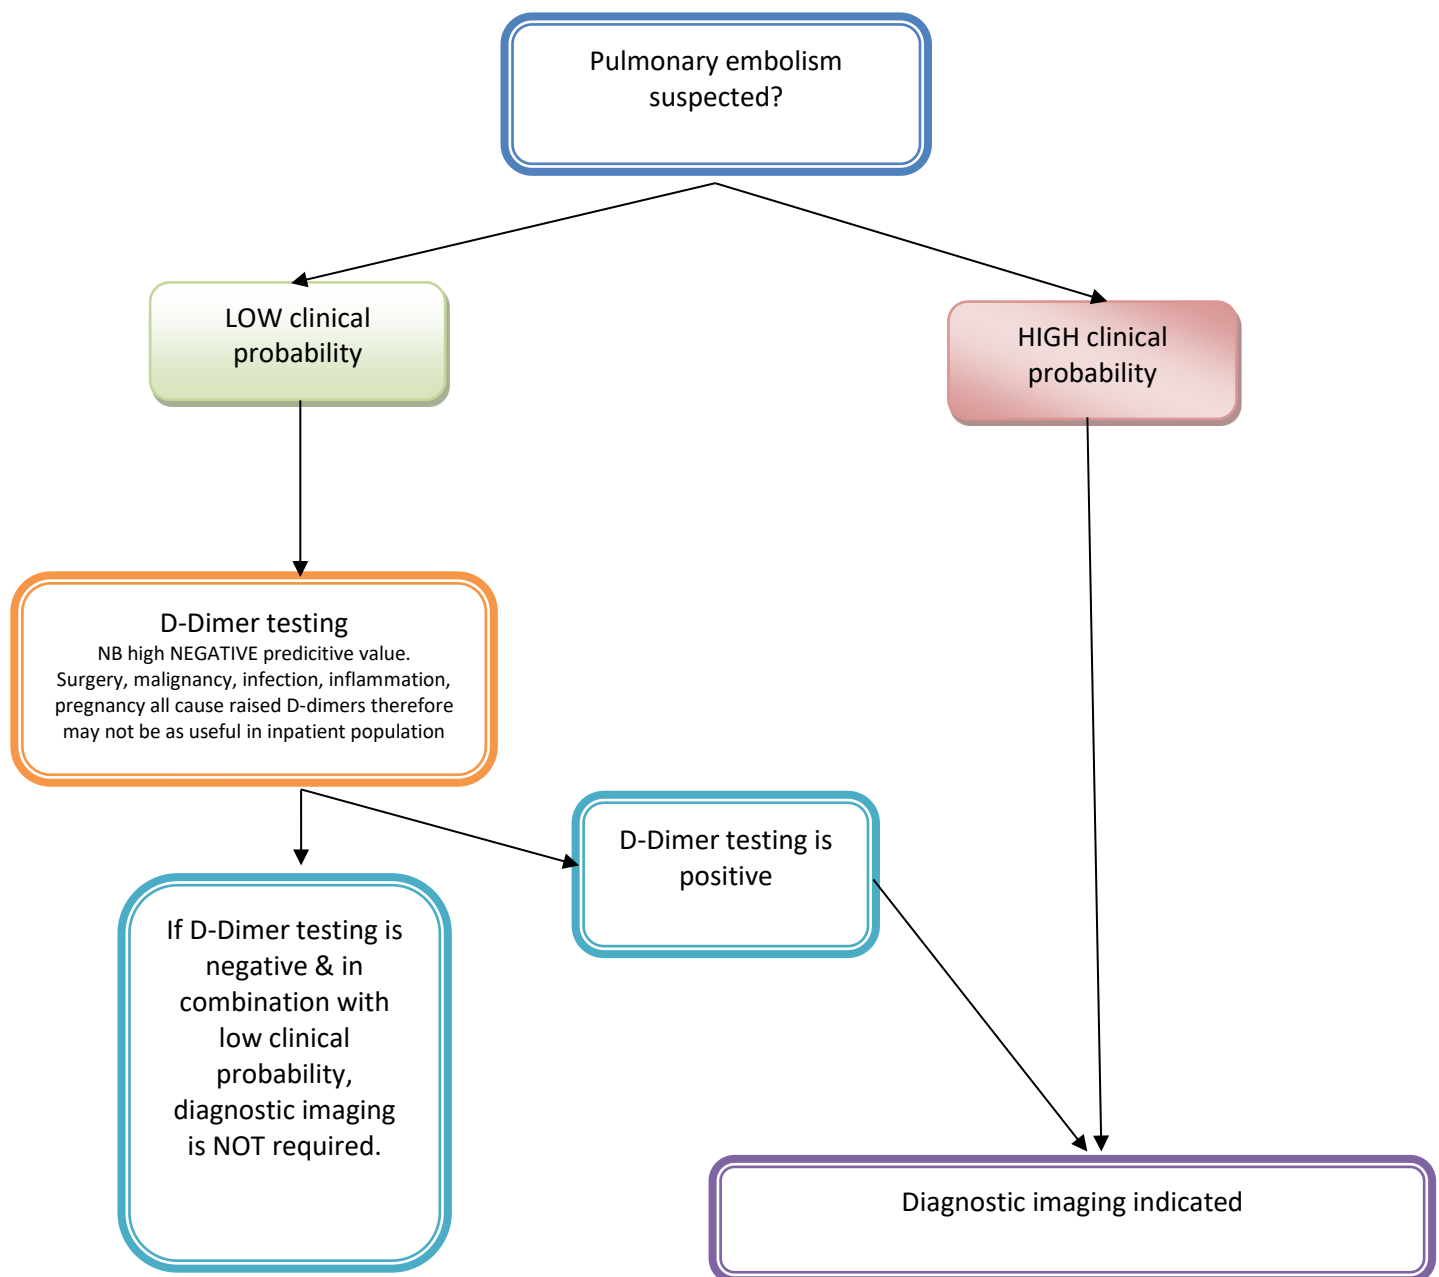 Pulmonary embolism
suspected?
LOW clinical
probability
HIGH clinical
probability
D-Dimer testing
NB high NEGATIVE predicitive value.
Surgery, malignancy, infection, inflammation,
pregnancy all cause raised D-dimers therefore
may not be as useful in inpatient population
D-Dimer testing is
positive
If D-Dimer testing is
negative & in
combination with
low clinical
probability,
diagnostic imaging
is NOT required.
Diagnostic imaging indicated